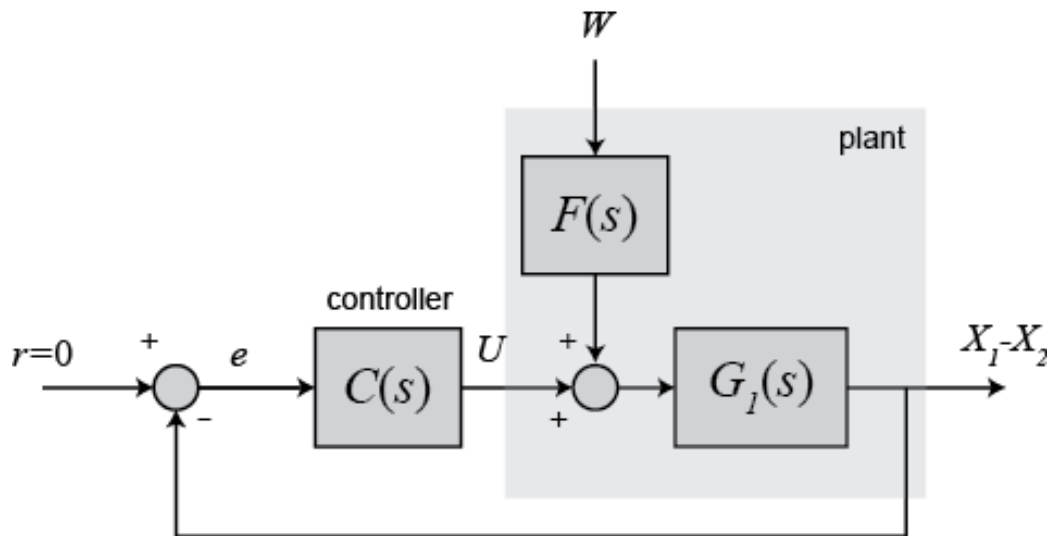 W
plant
F(s)
controller
r=0
+
−
e
C(s)
U
+
+
G₁(s)
X₁-X₂